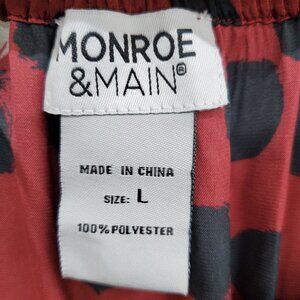 MONROE
&MAIN®
MADE IN CHINA
SIZE: L
100% POLYESTER